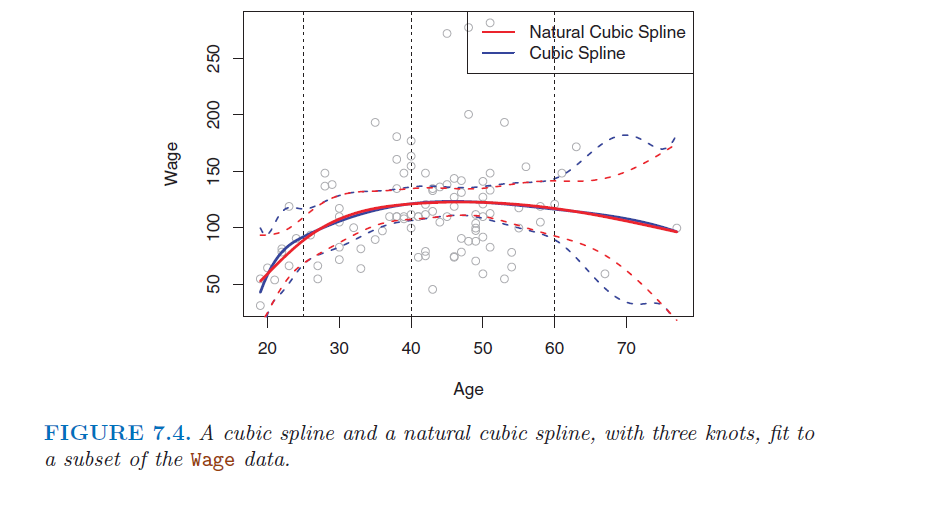 Natural Cubic Spline
Cubic Spline
250
200
150
100
50
Wage
20 30 40 50 60 70
Age
FIGURE 7.4. A cubic spline and a natural cubic spline, with three knots, fit to
a subset of the Wage data.